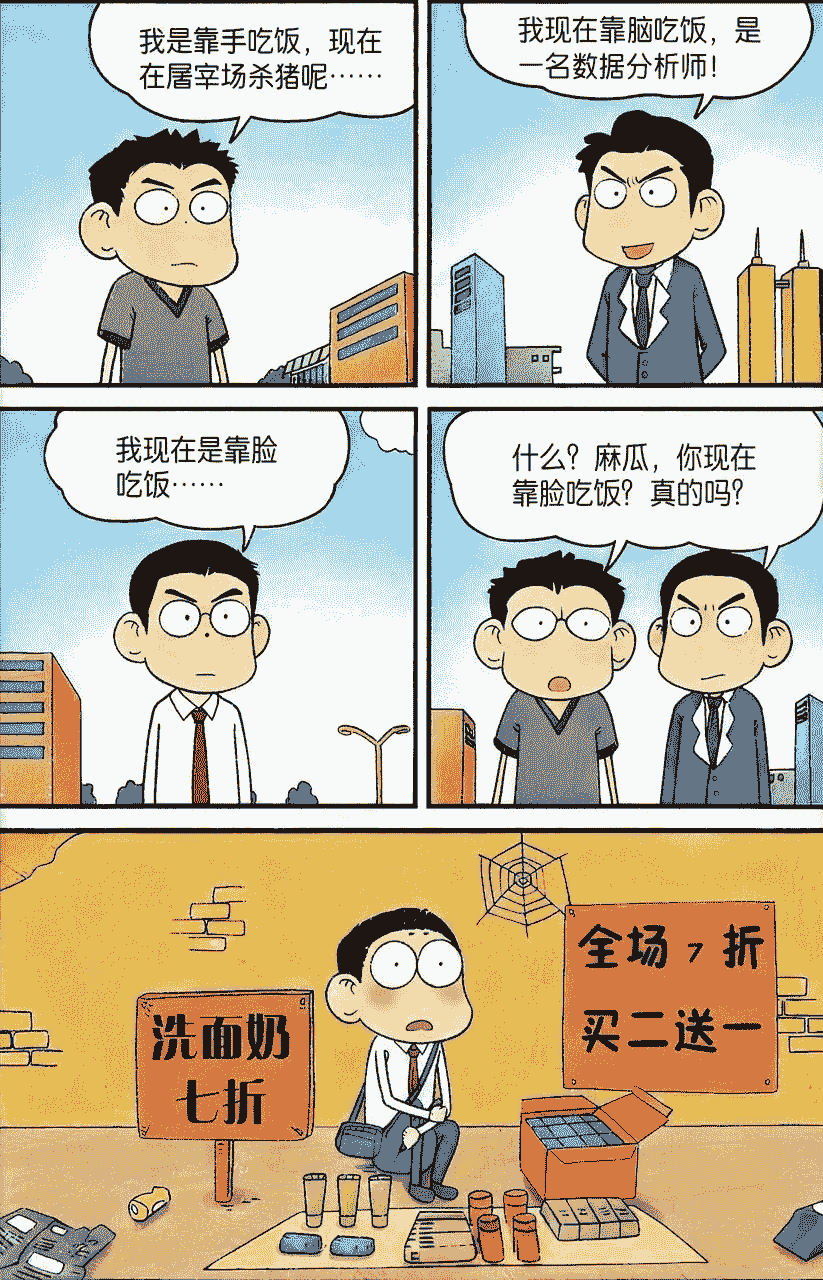 我是靠手吃饭，现在
在屠宰场杀猪呢……
我现在靠脑吃饭，是
一名数据分析师！
我现在是靠脸
吃饭……
什么？麻瓜，你现在
靠脸吃饭？真的吗？
洗面奶
七折
全场7折
买二送一